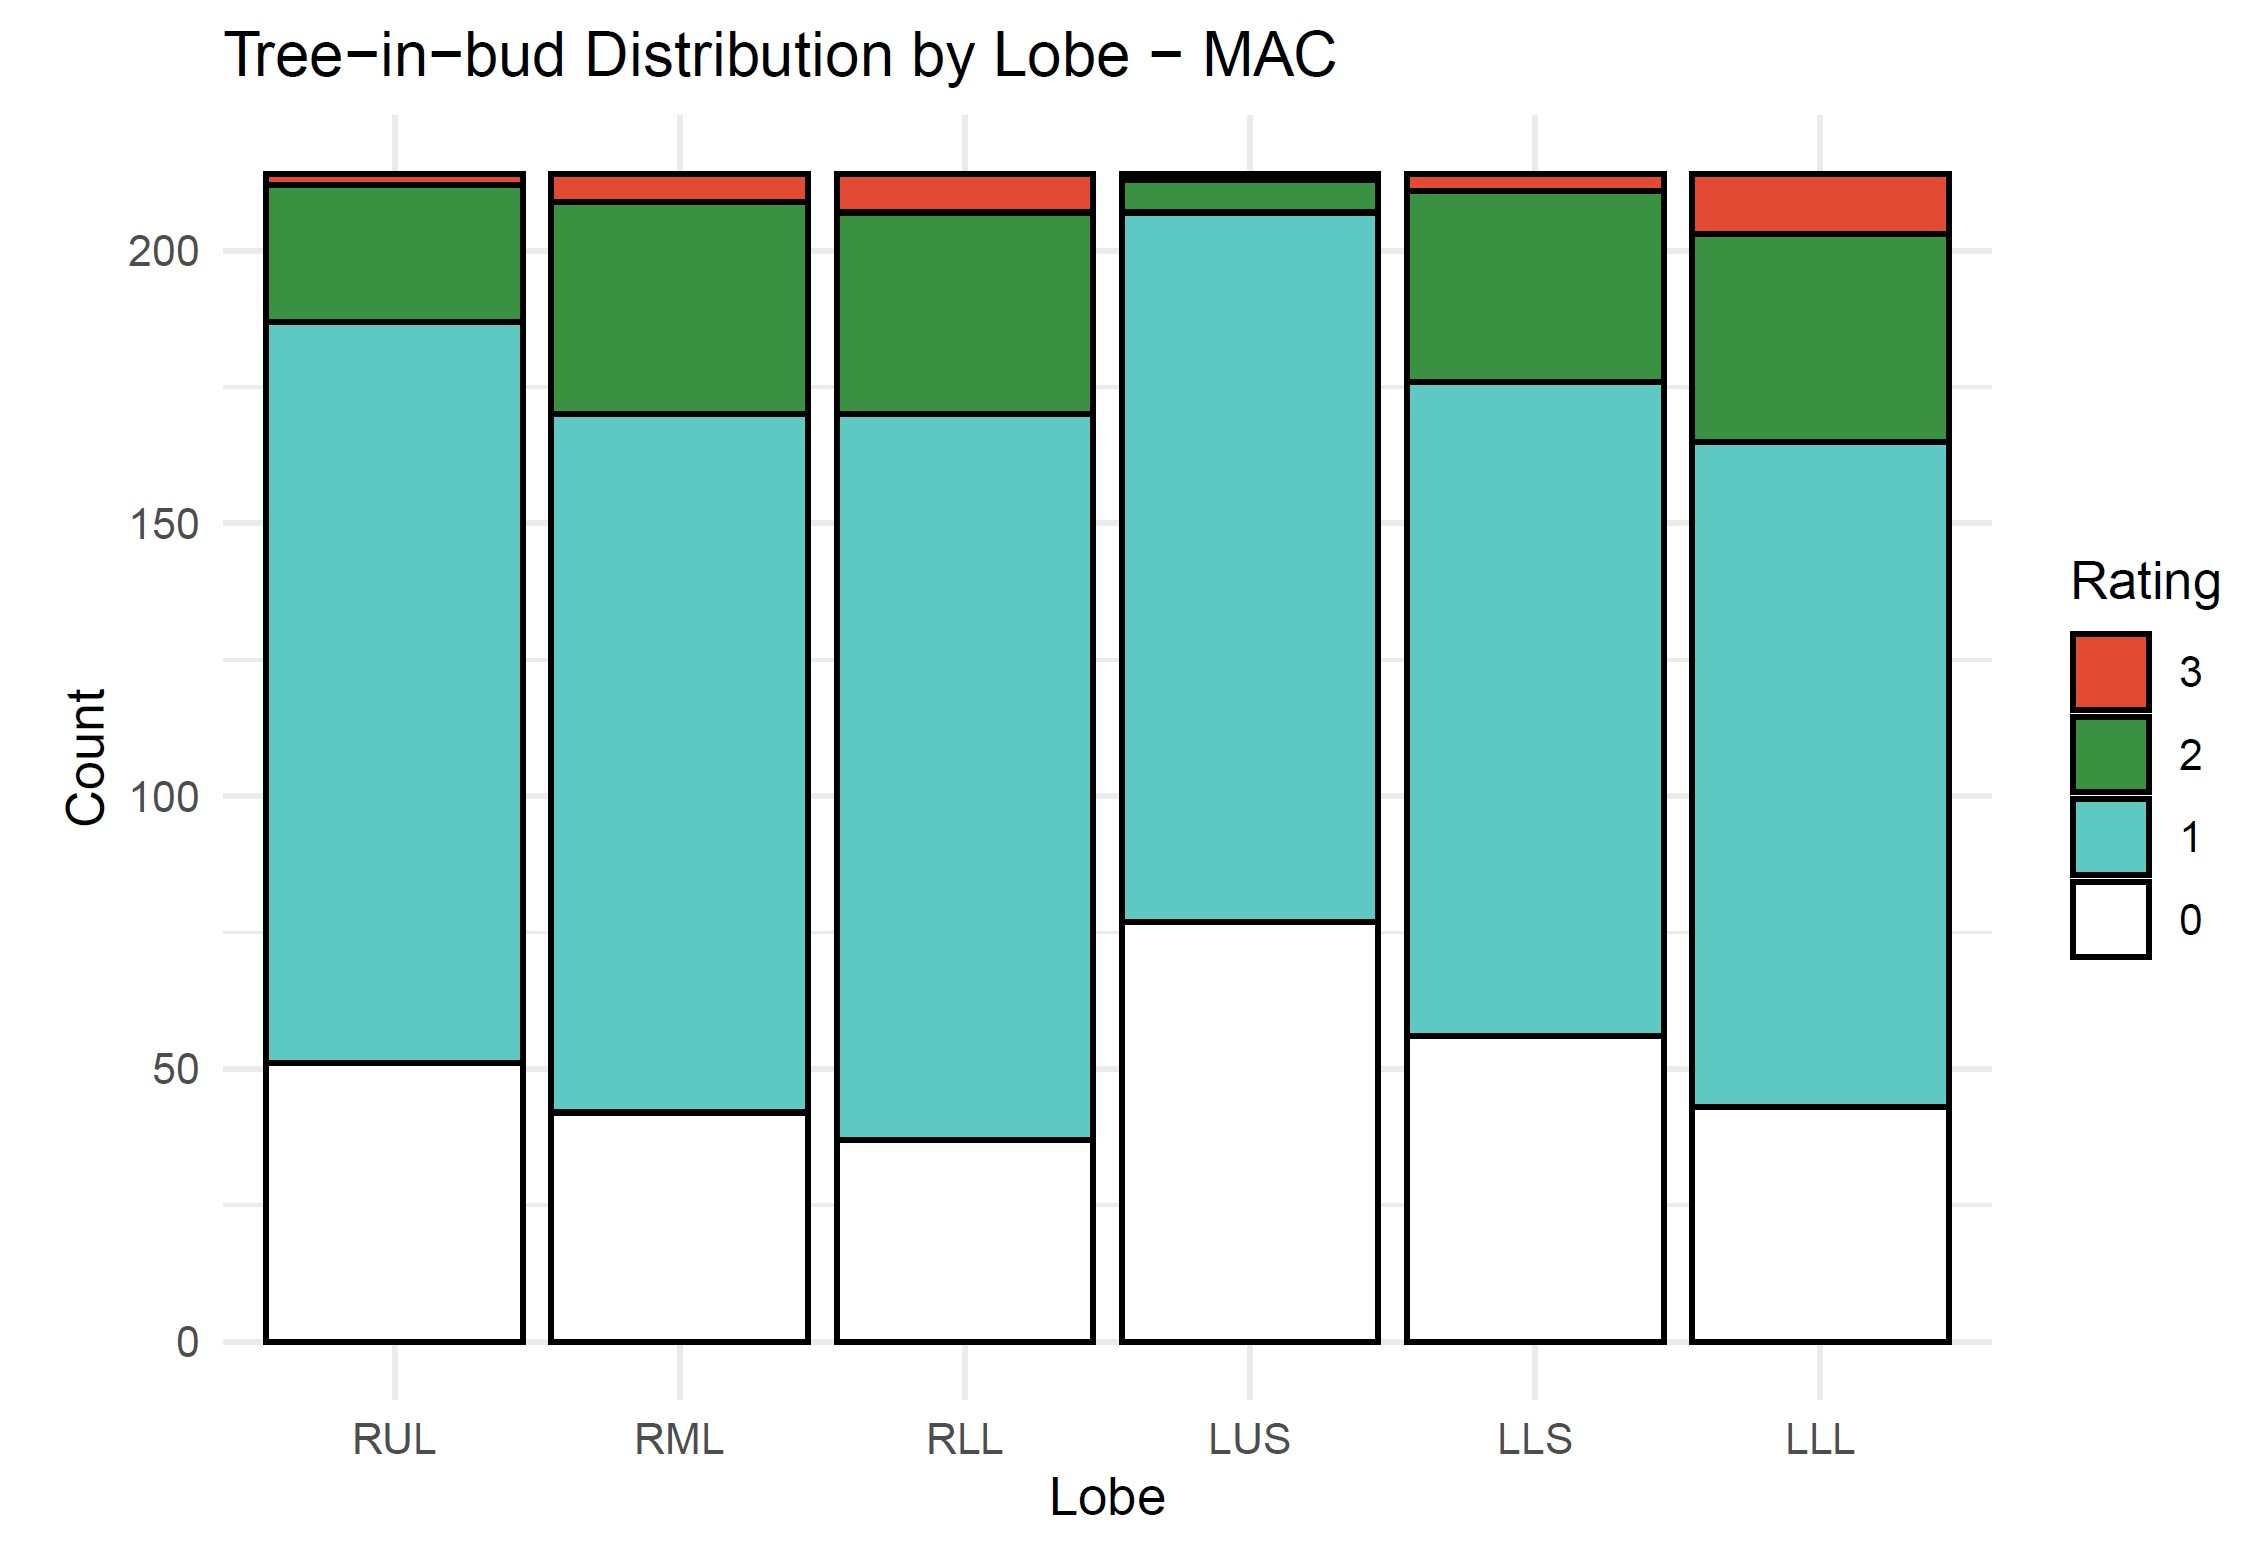 Tree−in−bud Distribution by Lobe − MAC
200
150
100
50
0
Count
RUL
RML
RLL
LUS
LLS
LLL
Lobe
Rating
3
2
1
0